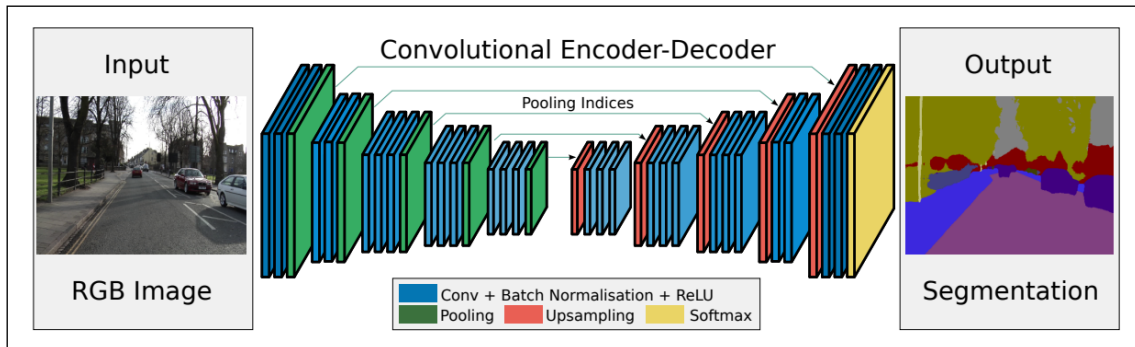 Input
RGB Image
Convolutional Encoder-Decoder
Pooling Indices
Conv + Batch Normalisation + ReLU
Pooling Upsampling Softmax
Output
Segmentation